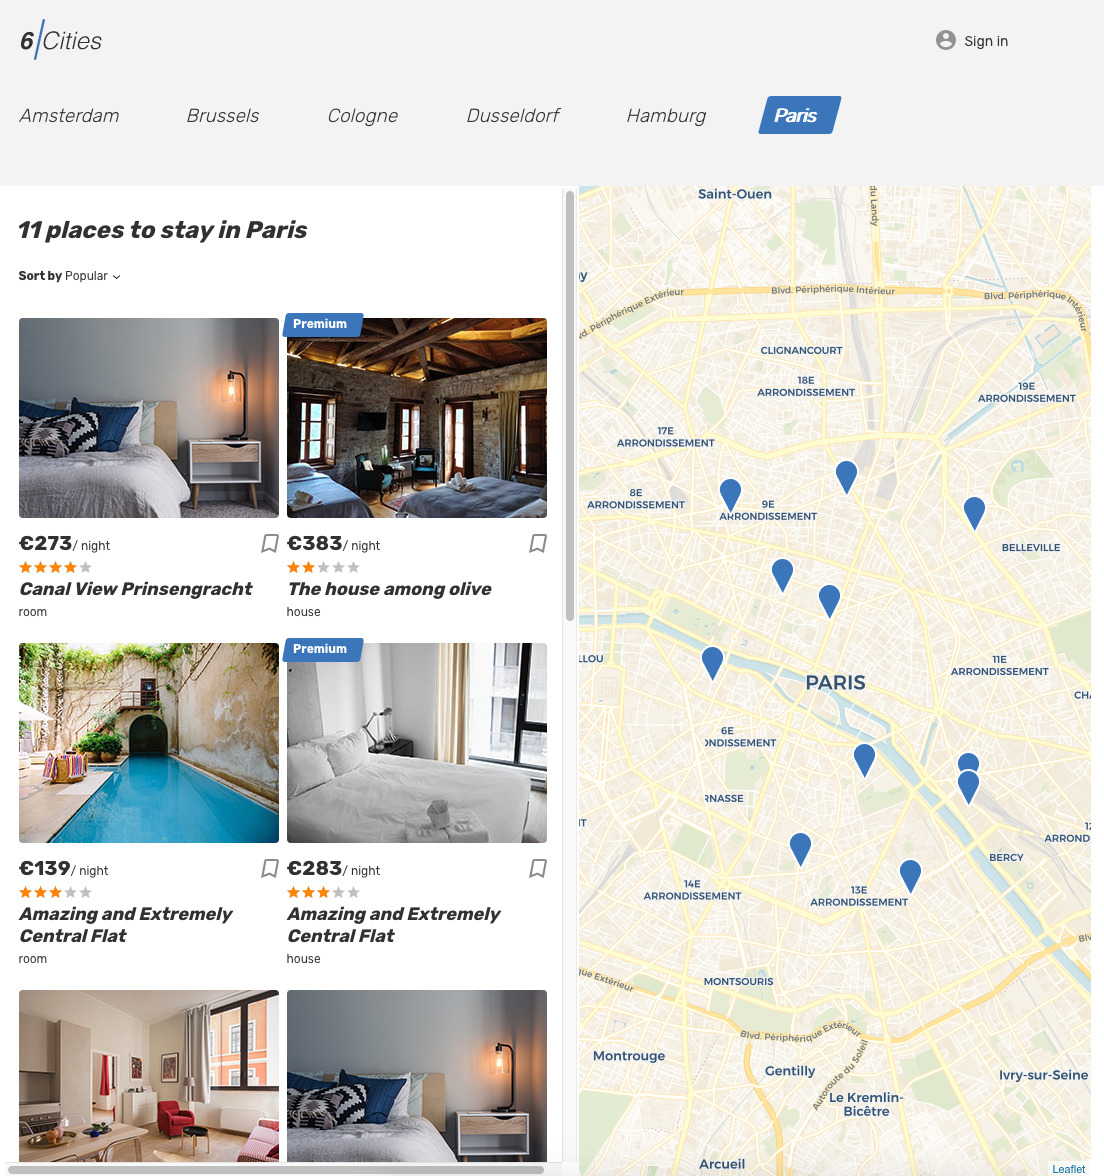 6 Cities
Sign in
Amsterdam
Brussels
Cologne
Dusseldorf
Hamburg
Paris
11 places to stay in Paris
Sort by Popular
Premium
€273/ night
Canal View Prinsengracht
room
€383/ night
The house among olive
house
Premium
€139/ night
Amazing and Extremely
Central Flat
room
€283/ night
Amazing and Extremely
Central Flat
house
Saint-Ouen
du Landy
Blvd. Périphérique Extérieur
Blvd. Périphérique Intérieur
Blvd. Périphérique Intérieur
CLIGNANCOURT
18E
ARRONDISSEMENT
19E
ARRONDISSEMENT
17E
ARRONDISSEMENT
8E
ARRONDISSEMENT
9E
ARRONDISSEMENT
BELLEVILLE
LLOU
11E
ARRONDISSEMENT
PARIS
CHA
6E
ONDISSEMENT
RNASSE
IT
12
ARROND
BERCY
14E
ARRONDISSEMENT
13E
ARRONDISSEMENT
Blv
que Extérieur
MONTSOURIS
Blvd. Périphérique Extérieur
Montrouge
Gentilly
Autoroute du Soleil
Ivry-sur-Seine
Le Kremlin-
Bicêtre
Arcueil
Leaflet